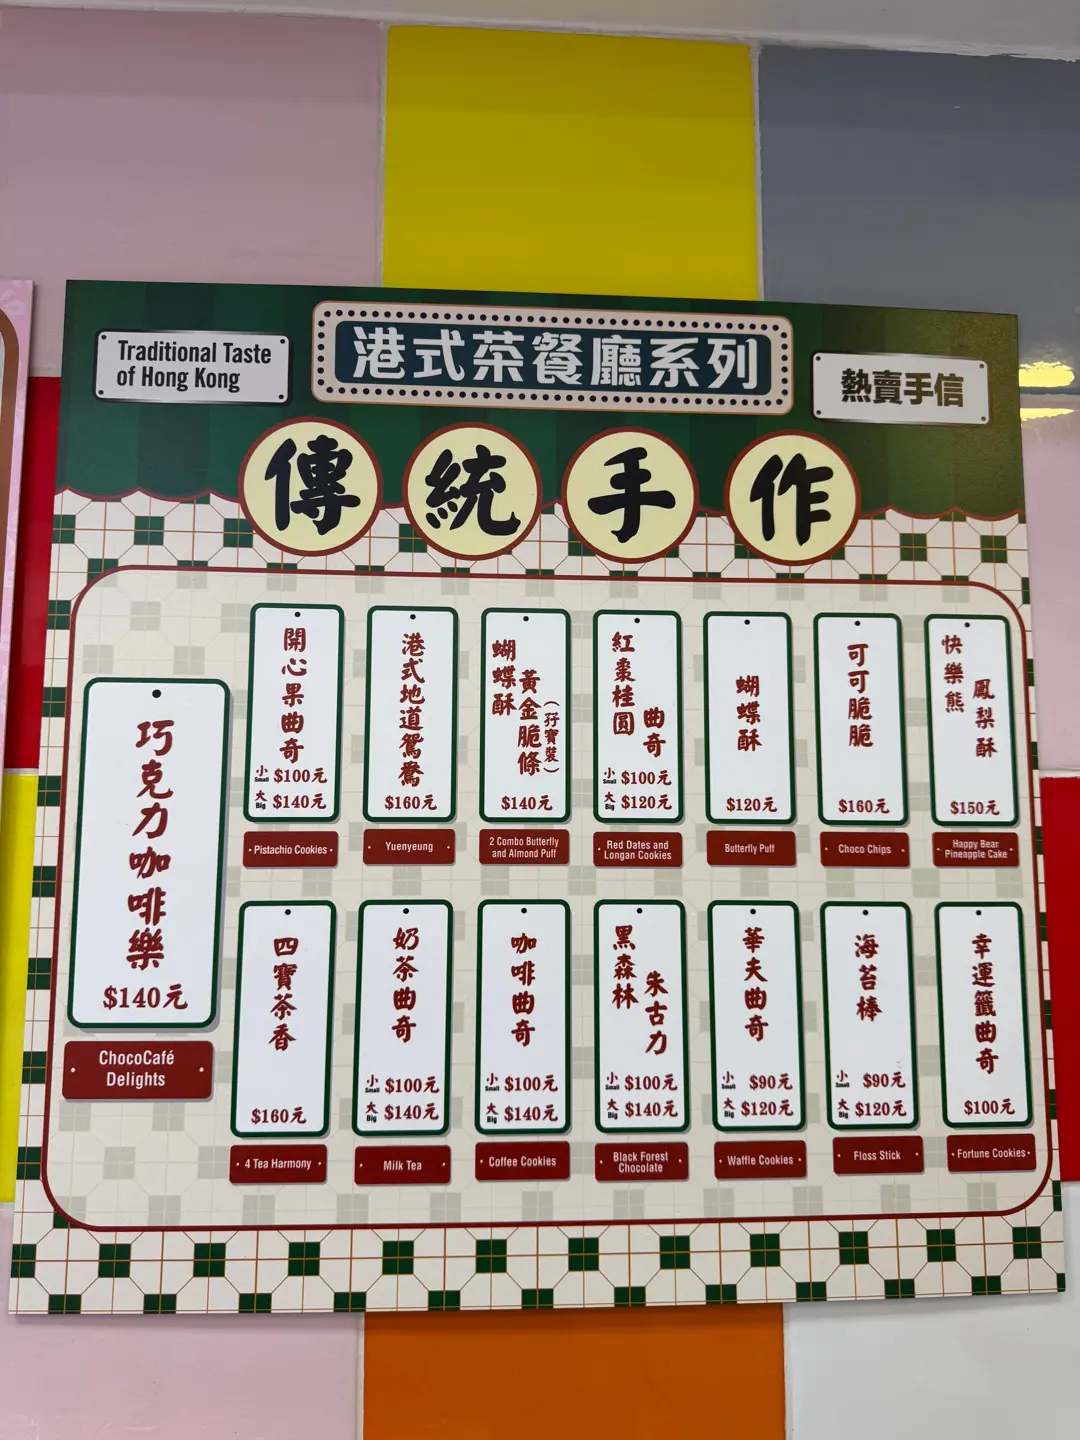 Traditional Taste
of Hong Kong
港式茶餐廳系列
熱賣手信
傳統手作
巧克力咖啡樂
$140元
ChocoCafé
Delights
開心果曲奇
小 Small $100元
大 Big $140元
Pistachio Cookies
港式地道鴛鴦
$160元
Yuenyeung
蝴蝶酥
黃金脆條
(孖寶裝)
$140元
2 Combo Butterfly
and Almond Puff
紅棗桂圓
曲奇
小 Small $100元
大 Big $120元
Red Dates and
Longan Cookies
蝴蝶酥
$120元
Butterfly Puff
可可脆脆
$160元
Choco Chips
快樂熊
鳳梨酥
$150元
Happy Bear
Pineapple Cake
四寶茶香
$160元
4 Tea Harmony
奶茶曲奇
小 Small $100元
大 Big $140元
Milk Tea
咖啡曲奇
小 Small $100元
大 Big $140元
Coffee Cookies
黑森林
朱古力
小 Small $100元
大 Big $140元
Black Forest
Chocolate
華夫曲奇
小 Small $90元
大 Big $120元
Waffle Cookies
海苔棒
小 Small $90元
大 Big $120元
Floss Stick
幸運籤曲奇
$100元
Fortune Cookies